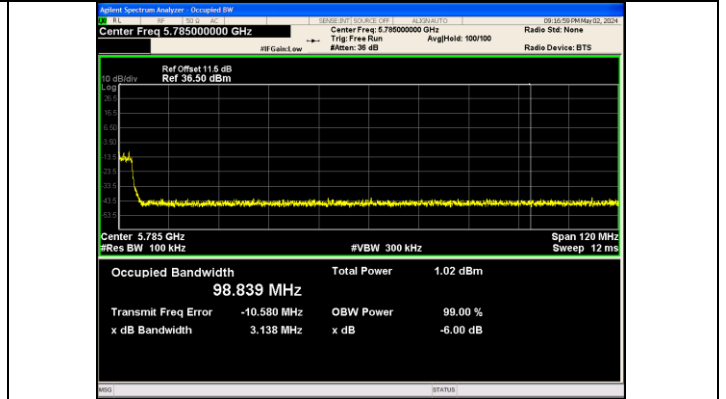 Agilent Spectrum Analyzer - Occupied BW
RL RF 50 Ω AC SENSE:INT SOURCE OFF ALIGNAUTO 09:16:59 PM May 02, 2024
Center Freq 5.785000000 GHz Center Freq: 5.785000000 GHz Radio Std: None
Trig: Free Run Avg|Hold: 100/100
#IFGain:Low #Atten: 36 dB Radio Device: BTS
Ref Offset 11.5 dB
10 dB/div Ref 36.50 dBm
Log
26.5
16.5
6.50
-3.50
-13.5
-23.5
-33.5
-43.5
-53.5
Center 5.785 GHz Span 120 MHz
#Res BW 100 kHz #VBW 300 kHz Sweep 12 ms
Occupied Bandwidth Total Power 1.02 dBm
98.839 MHz
Transmit Freq Error -10.580 MHz OBW Power 99.00 %
x dB Bandwidth 3.138 MHz x dB -6.00 dB
MSG STATUS